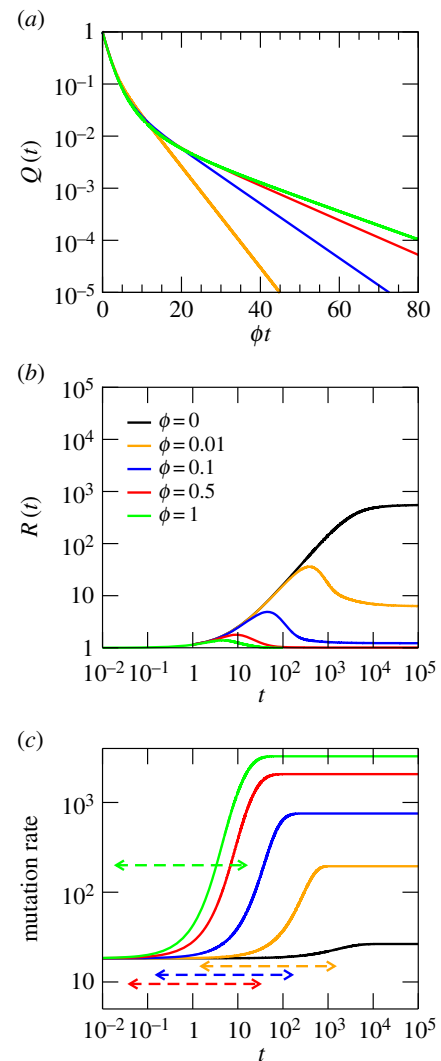 (a)
1
10⁻¹
10⁻²
10⁻³
10⁻⁴
10⁻⁵
Q(t)
0 20 40 60 80
ϕt
(b)
10⁵
10⁴
10³
10²
10
1
R(t)
ϕ = 0
ϕ = 0.01
ϕ = 0.1
ϕ = 0.5
ϕ = 1
10⁻² 10⁻¹ 1 10 10² 10³ 10⁴ 10⁵
t
(c)
10³
10²
10
mutation rate
10⁻² 10⁻¹ 1 10 10² 10³ 10⁴ 10⁵
t